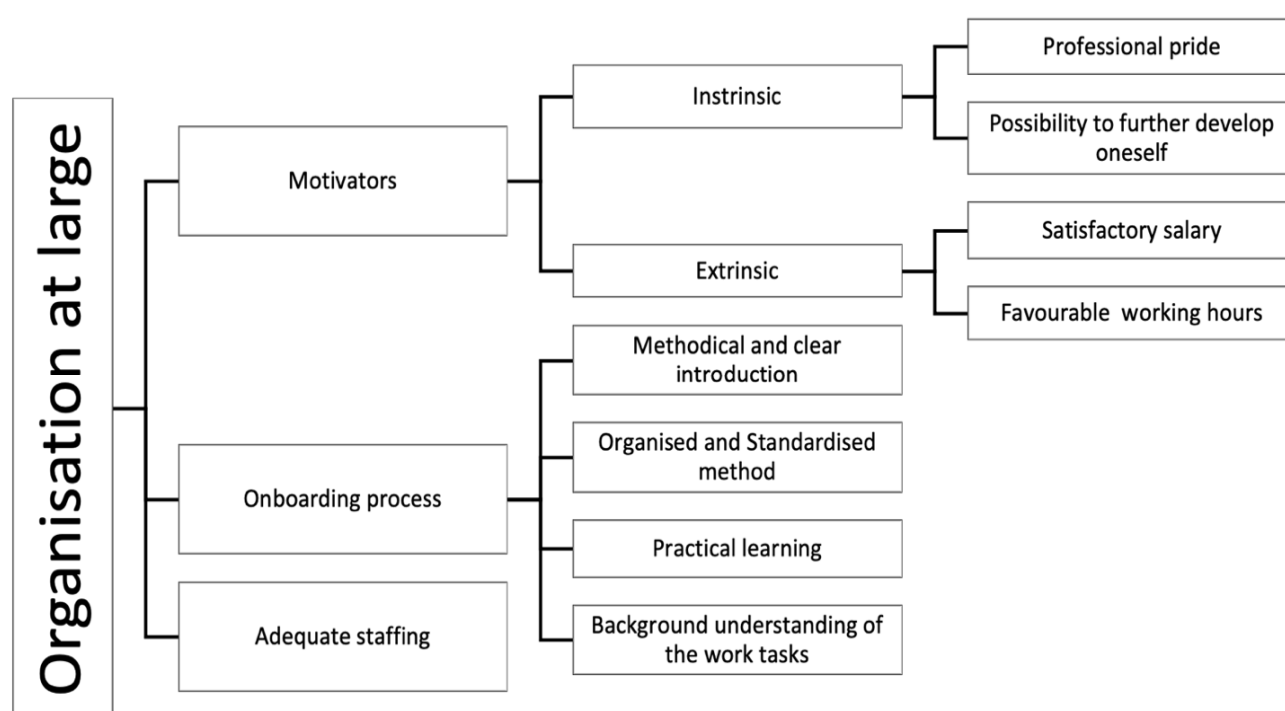 Organisation at large
Motivators
Instrinsic
Professional pride
Possibility to further develop
oneself
Extrinsic
Satisfactory salary
Favourable  working hours
Onboarding process
Methodical and clear
introduction
Organised and Standardised
method
Practical learning
Background understanding of
the work tasks
Adequate staffing